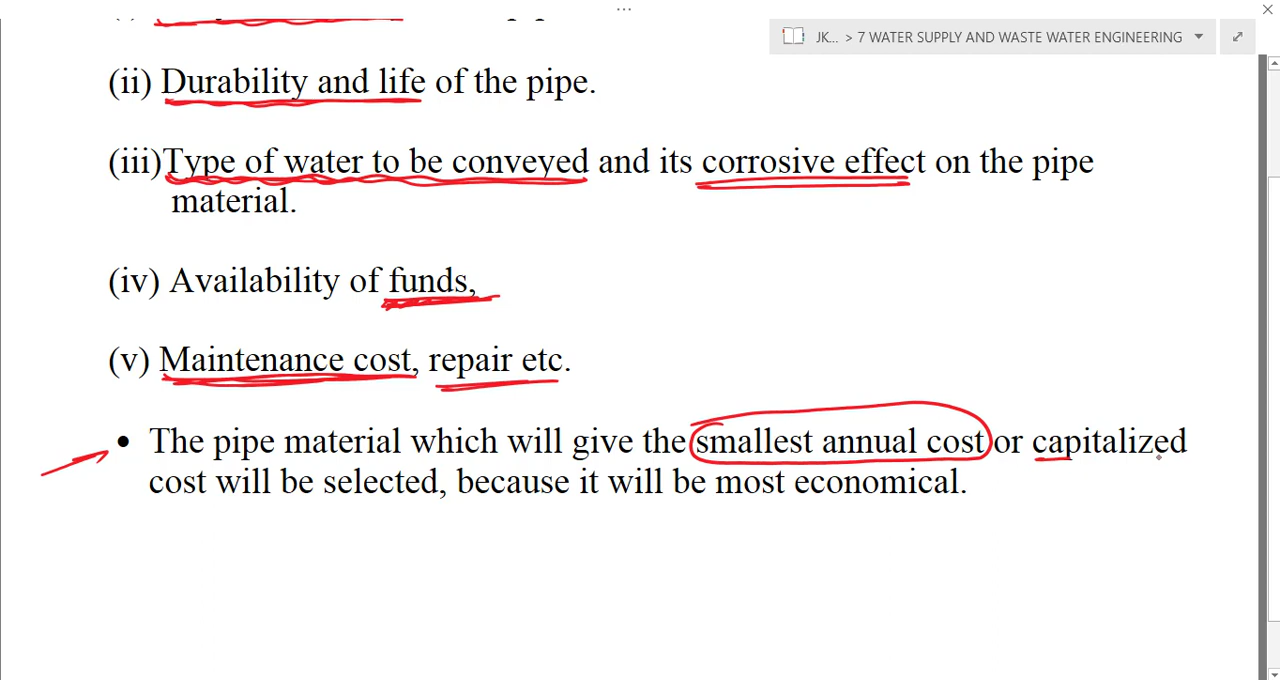 ...
JK... > 7 WATER SUPPLY AND WASTE WATER ENGINEERING
(ii) Durability and life of the pipe.
(iii)Type of water to be conveyed and its corrosive effect on the pipe
material.
(iv) Availability of funds,
(v) Maintenance cost, repair etc.
• The pipe material which will give the smallest annual cost or capitalized
cost will be selected, because it will be most economical.